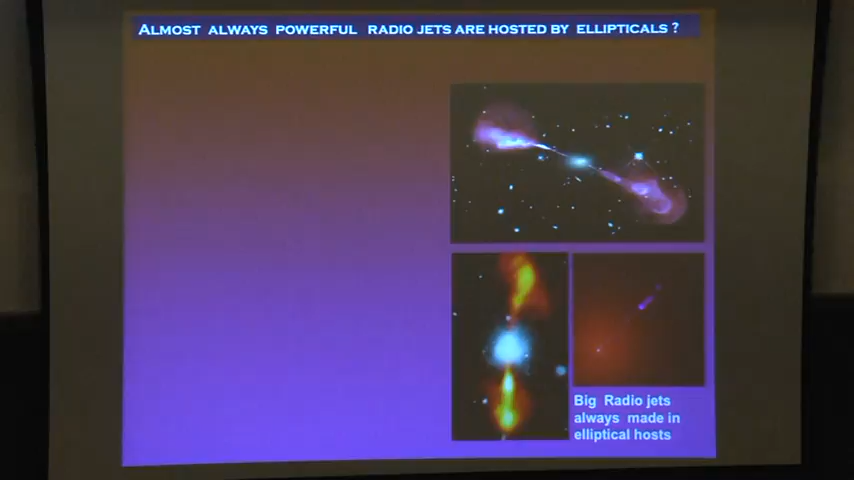 ALMOST ALWAYS POWERFUL RADIO JETS ARE HOSTED BY ELLIPTICALS ?
Big Radio jets
always made in
elliptical hosts